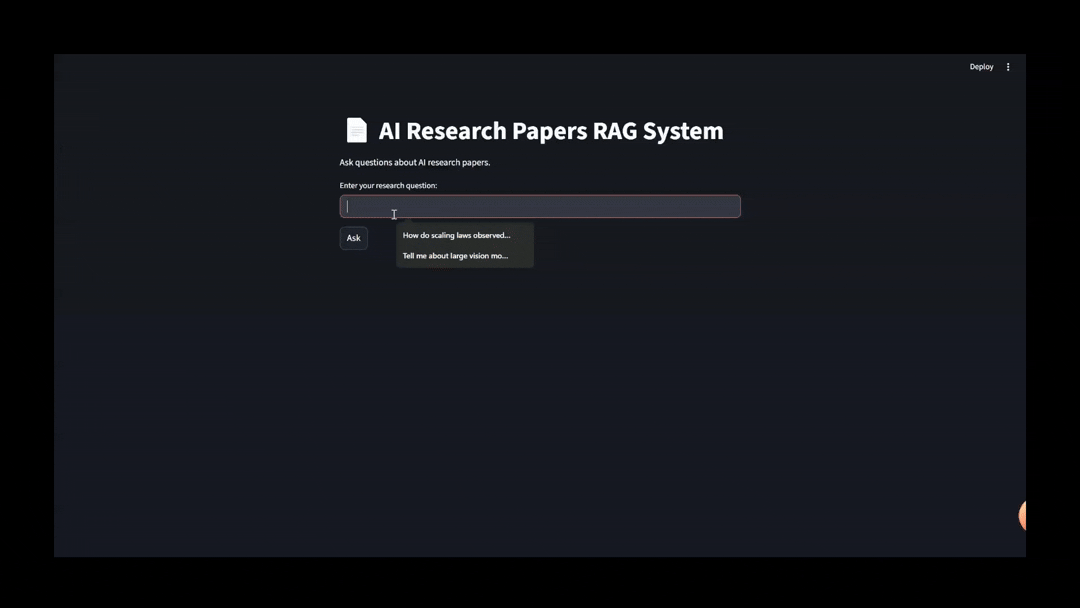 Deploy
AI Research Papers RAG System
Ask questions about AI research papers.
Enter your research question:
Ask
How do scaling laws observed...
Tell me about large vision mo...